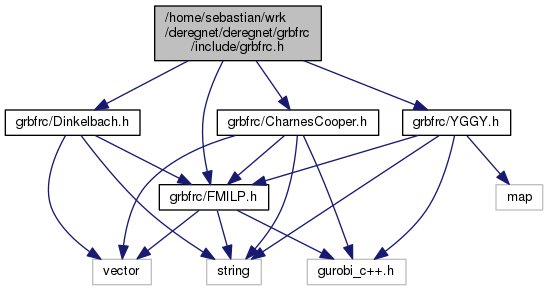 /home/sebastian/wrk
/deregnet/deregnet/grbfrc
/include/grbfrc.h
grbfrc/Dinkelbach.h
grbfrc/CharnesCooper.h
grbfrc/YGGY.h
grbfrc/FMILP.h
map
vector
string
gurobi_c++.h